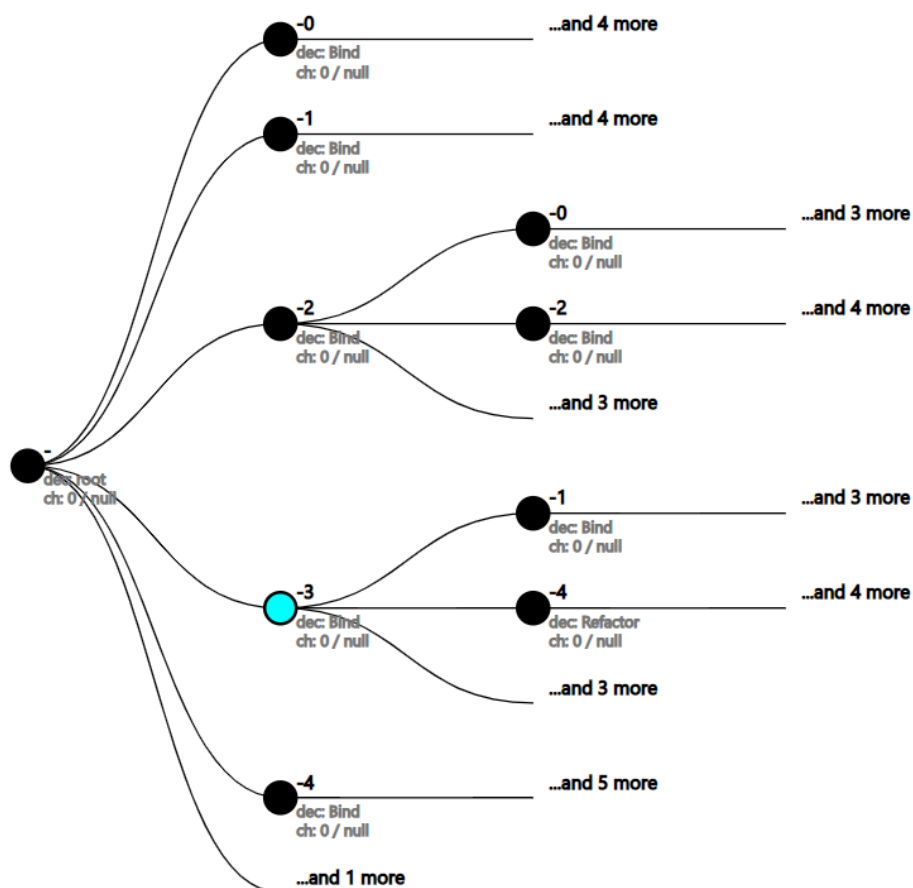 -0
dec: Bind
ch: 0 / null
...and 4 more
-1
dec: Bind
ch: 0 / null
...and 4 more
-0
dec: Bind
ch: 0 / null
...and 3 more
-2
dec: Bind
ch: 0 / null
-2
dec: Bind
ch: 0 / null
...and 4 more
...and 3 more
-
dec: root
ch: 0 / null
-1
dec: Bind
ch: 0 / null
...and 3 more
-3
dec: Bind
ch: 0 / null
-4
dec: Refactor
ch: 0 / null
...and 4 more
...and 3 more
-4
dec: Bind
ch: 0 / null
...and 5 more
...and 1 more